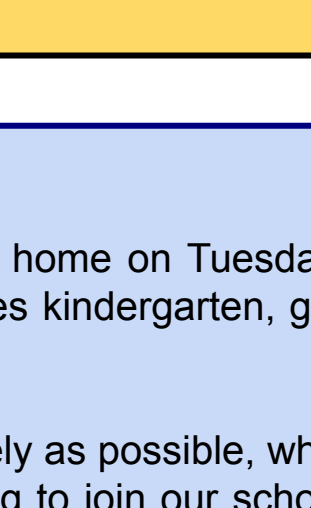 home on Tuesda
es kindergarten, g
ely as possible, wh
g to join our scho